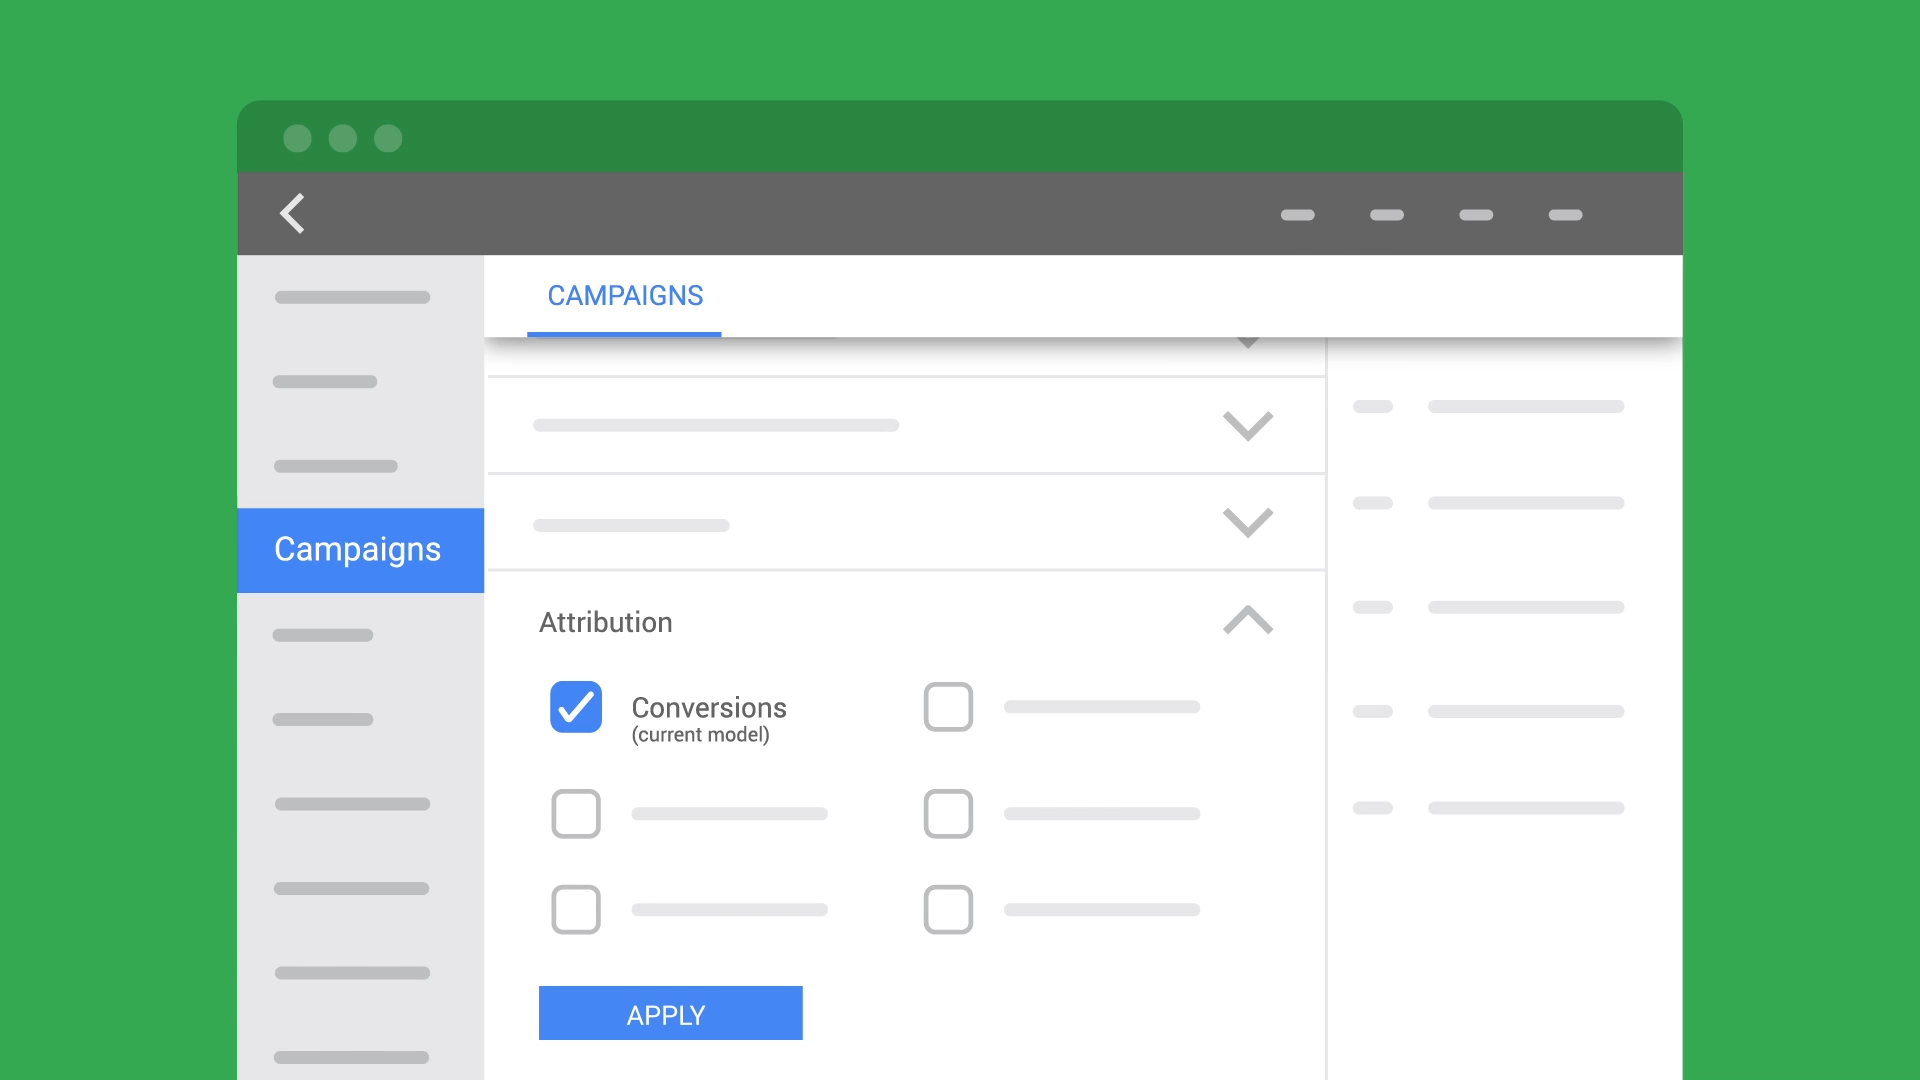 CAMPAIGNS
Campaigns
Attribution
Conversions
(current model)
APPLY